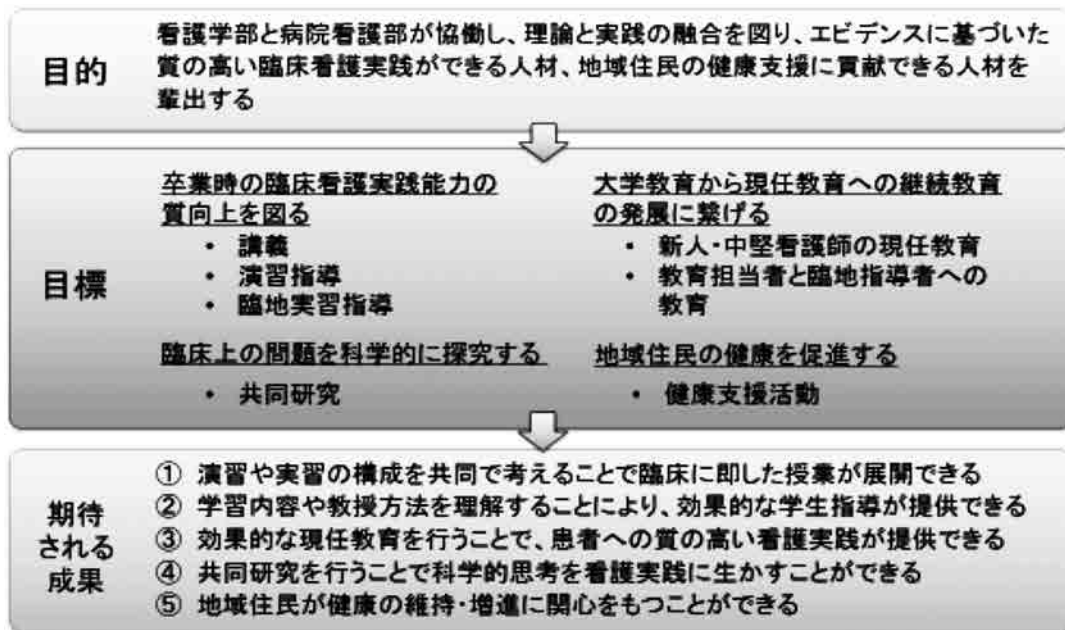 目的
看護学部と病院看護部が協働し、理論と実践の融合を図り、エビデンスに基づいた
質の高い臨床看護実践ができる人材、地域住民の健康支援に貢献できる人材を
輩出する
目標
卒業時の臨床看護実践能力の
質向上を図る
• 講義
• 演習指導
• 臨地実習指導
臨床上の問題を科学的に探究する
• 共同研究
大学教育から現任教育への継続教育
の発展に繋げる
• 新人・中堅看護師の現任教育
• 教育担当者と臨地指導者への
教育
地域住民の健康を促進する
• 健康支援活動
期待
される
成果
① 演習や実習の構成を共同で考えることで臨床に即した授業が展開できる
② 学習内容や教授方法を理解することにより、効果的な学生指導が提供できる
③ 効果的な現任教育を行うことで、患者への質の高い看護実践が提供できる
④ 共同研究を行うことで科学的思考を看護実践に生かすことができる
⑤ 地域住民が健康の維持・増進に関心をもつことができる